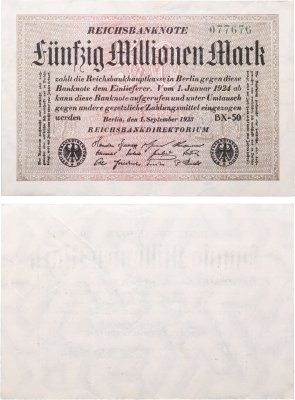 REICHSBANKNOTE
077676
Fünfzig Millionen Mark
zahlt die Reichsbankhauptkasse in Berlin gegen diese
Banknote dem Einlieferer. Vom 1. Januar 1924 ab
kann diese Banknote aufgerufen und unter Umtausch
gegen andere gesetzliche Zahlungsmittel eingezogen
werden
Berlin, den 1. September 1923
BX-50
REICHSBANKDIREKTORIUM